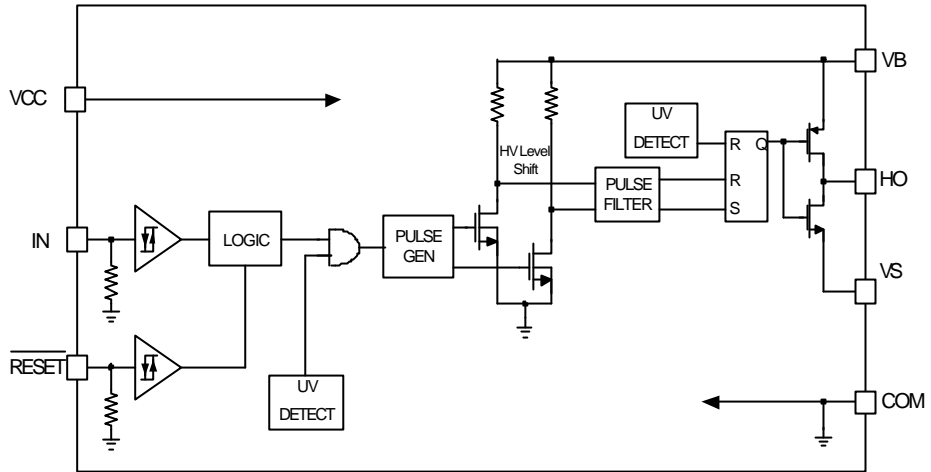 VCC
VB
UV
DETECT
R
Q
HV Level
Shift
R
S
PULSE
FILTER
HO
IN
LOGIC
PULSE
GEN
VS
RESET
UV
DETECT
COM